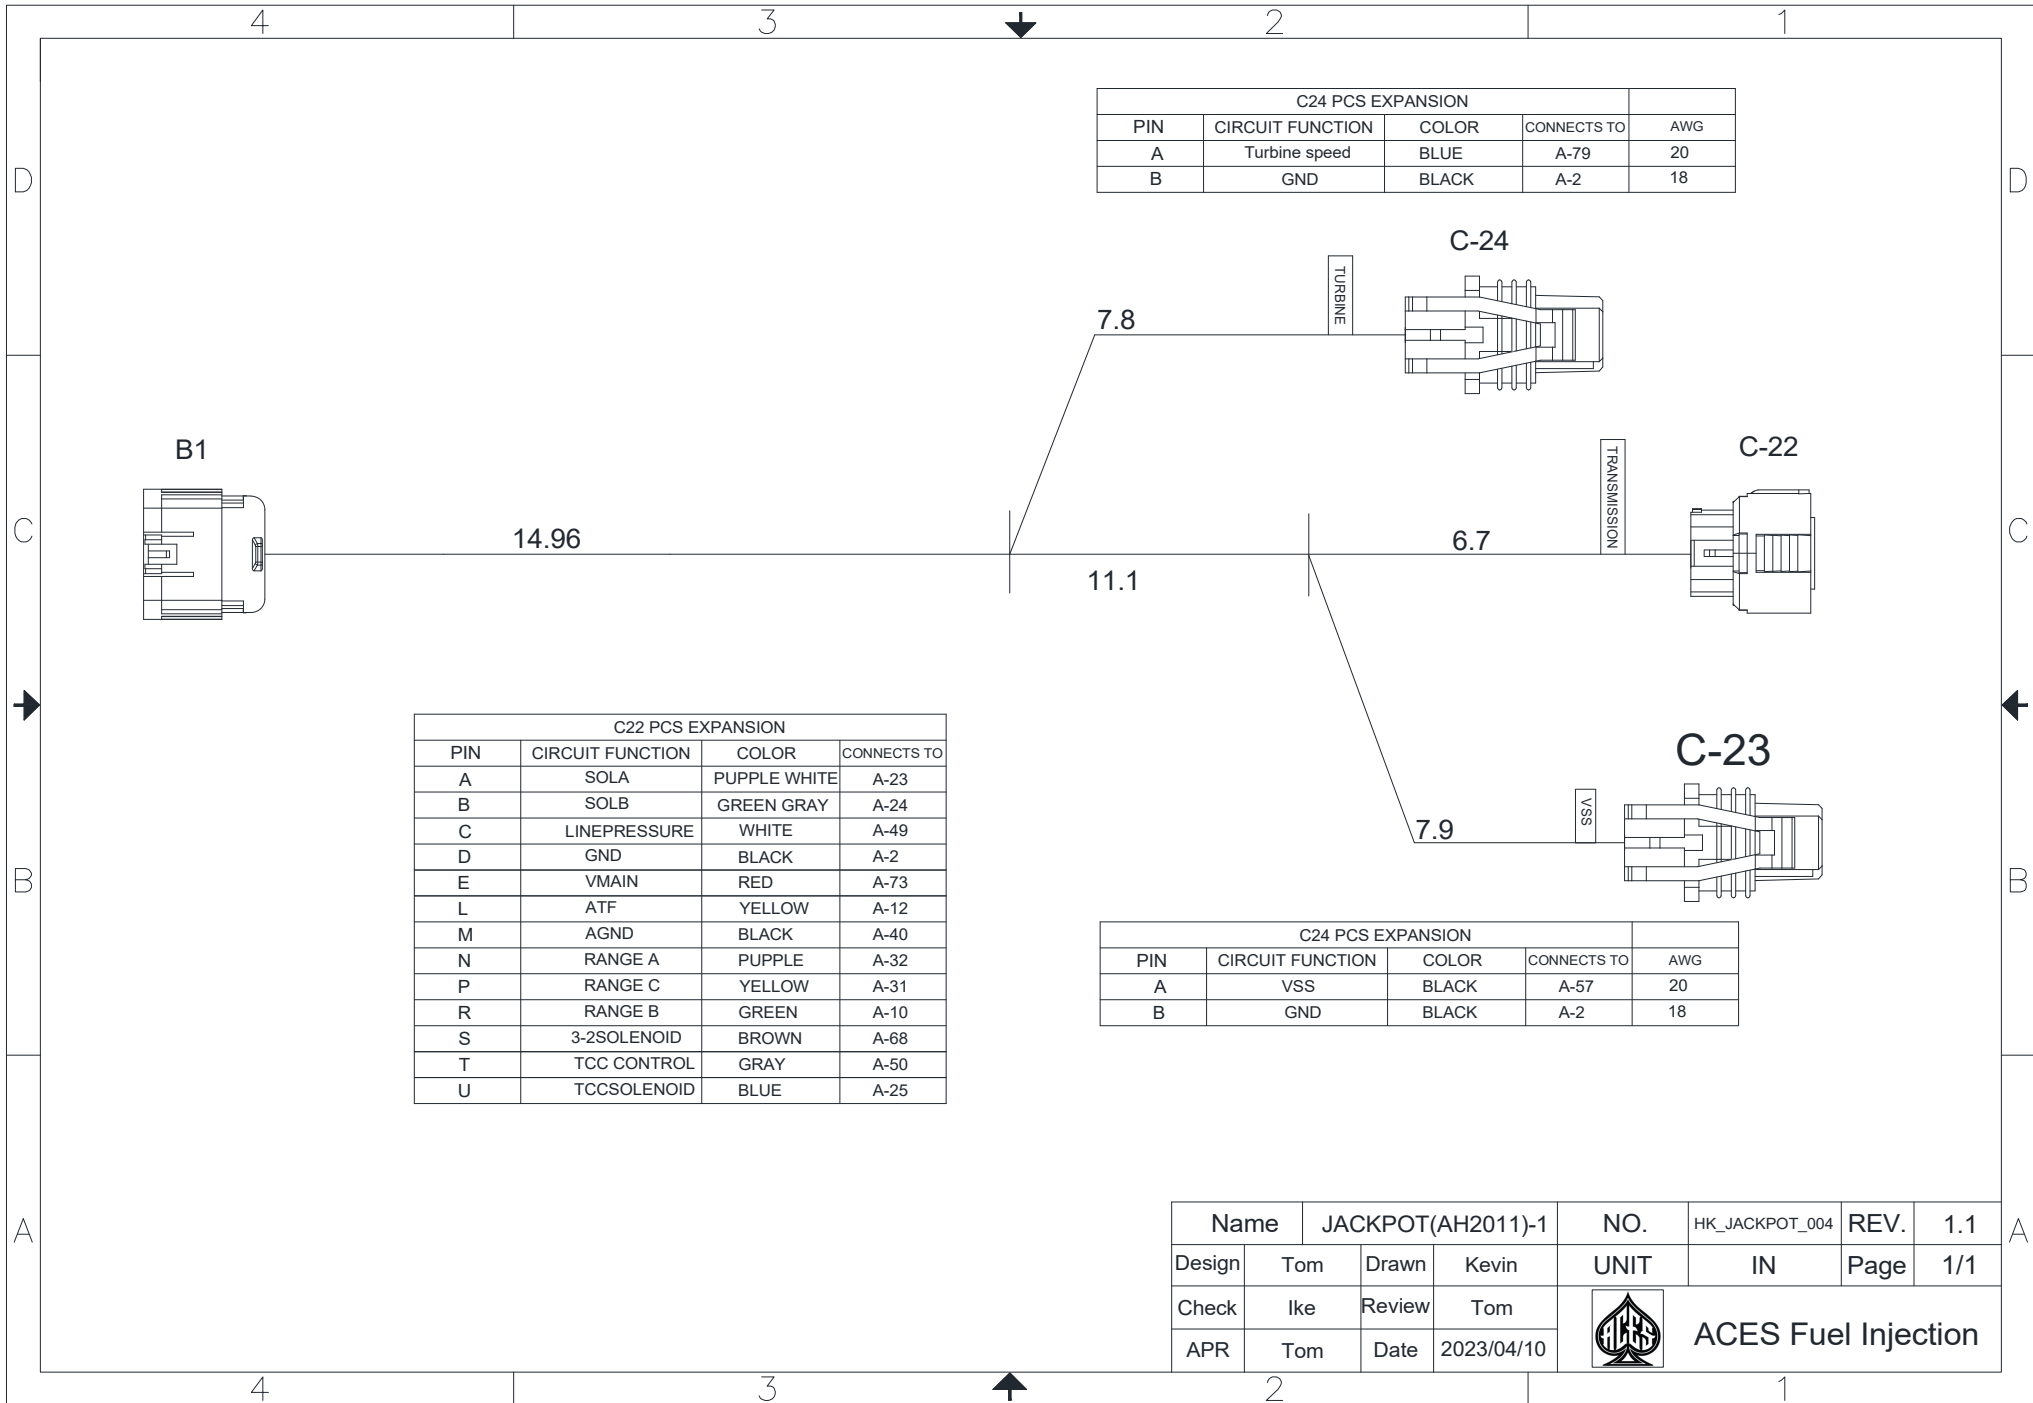 4 3 2 1
D
C
B
A
D
C
B
A
C24 PCS EXPANSION
PIN CIRCUIT FUNCTION COLOR CONNECTS TO AWG
A Turbine speed BLUE A-79 20
B GND BLACK A-2 18
C-24
TURBINE
7.8
B1
14.96
11.1
6.7
TRANSMISSION
C-22
C-23
VSS
7.9
C22 PCS EXPANSION
PIN CIRCUIT FUNCTION COLOR CONNECTS TO
A SOLA PUPPLE WHITE A-23
B SOLB GREEN GRAY A-24
C LINEPRESSURE WHITE A-49
D GND BLACK A-2
E VMAIN RED A-73
L ATF YELLOW A-12
M AGND BLACK A-40
N RANGE A PUPPLE A-32
P RANGE C YELLOW A-31
R RANGE B GREEN A-10
S 3-2SOLENOID BROWN A-68
T TCC CONTROL GRAY A-50
U TCCSOLENOID BLUE A-25
C24 PCS EXPANSION
PIN CIRCUIT FUNCTION COLOR CONNECTS TO AWG
A VSS BLACK A-57 20
B GND BLACK A-2 18
Name JACKPOT(AH2011)-1 NO. HK_JACKPOT_004 REV. 1.1
Design Tom Drawn Kevin UNIT IN Page 1/1
Check Ike Review Tom
APR Tom Date 2023/04/10
ACES
ACES Fuel Injection
4 3 2 1